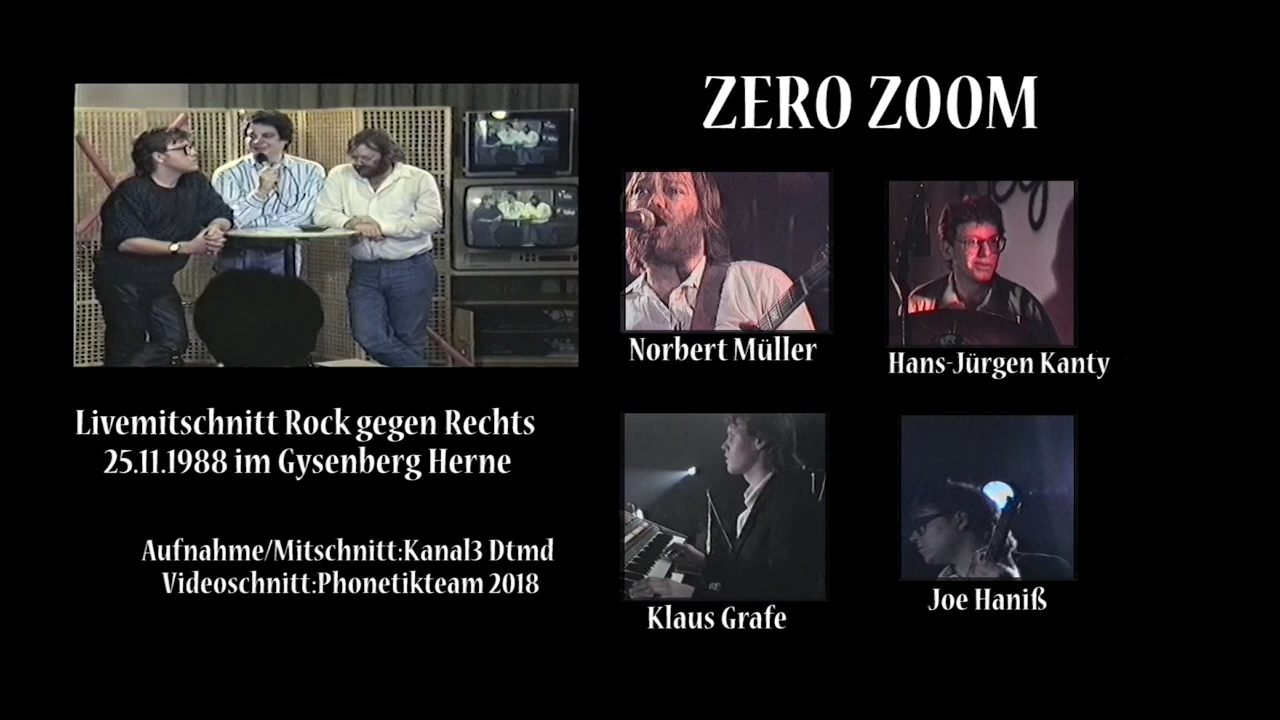 ZERO ZOOM
Norbert Müller
Hans-Jürgen Kanty
Livemitschnitt Rock gegen Rechts
25.11.1988 im Gysenberg Herne
Aufnahme/Mitschnitt:Kanal3 Dtmd
Videoschnitt:Phonetikteam 2018
Klaus Grafe
Joe Haniß